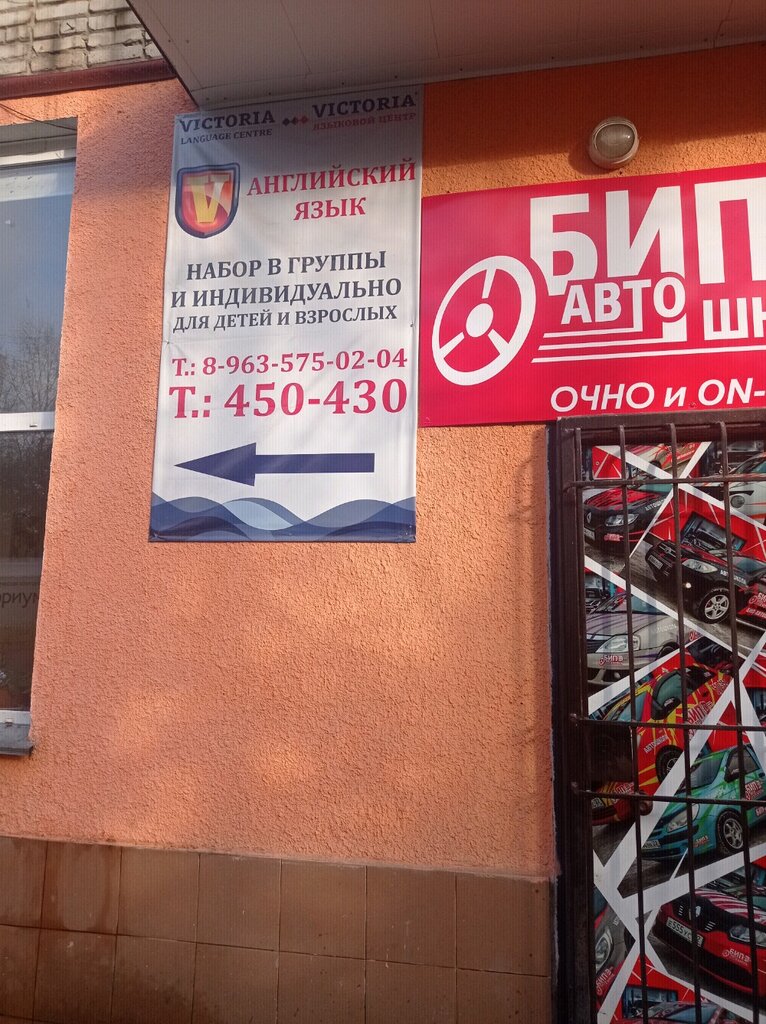 VICTORIA
LANGUAGE CENTRE
VICTORIA
ЯЗЫКОВОЙ ЦЕНТР
V
АНГЛИЙСКИЙ
ЯЗЫК
НАБОР В ГРУППЫ
И ИНДИВИДУАЛЬНО
ДЛЯ ДЕТЕЙ И ВЗРОСЛЫХ
Т.: 8-963-575-02-04
Т.: 450-430
БИП
АВТО
ШК
ОЧНО и ON-